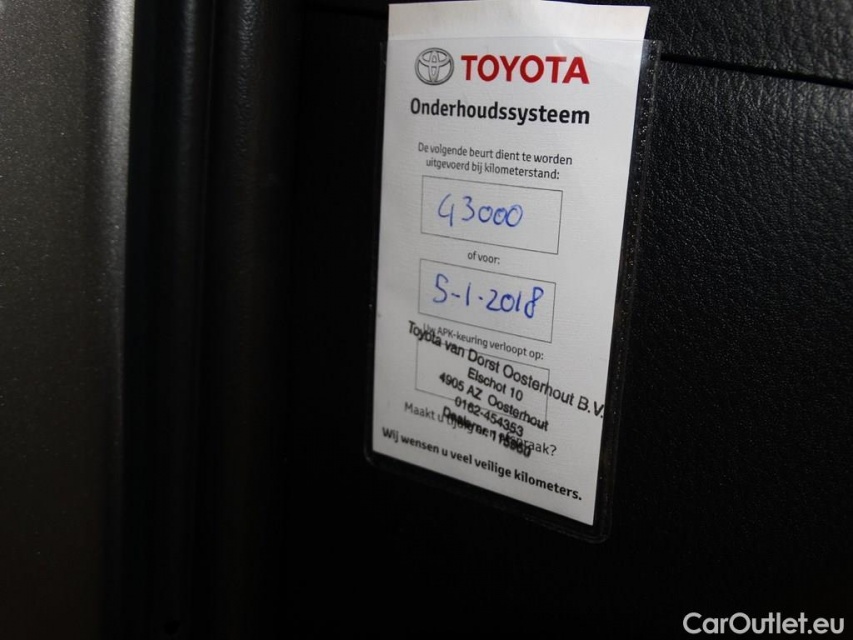 TOYOTA
Onderhoudssysteem
De volgende beurt dient te worden
uitgevoerd bij kilometerstand:
43000
of voor:
5-1-2018
Uw APK-keuring verloopt op:
Toyota van Dorst Oosterhout B.V.
Elschot 10
4905 AZ Oosterhout
0162-454353
Maakt u afspraak?
Wij wensen u veel veilige kilometers.
CarOutlet.eu